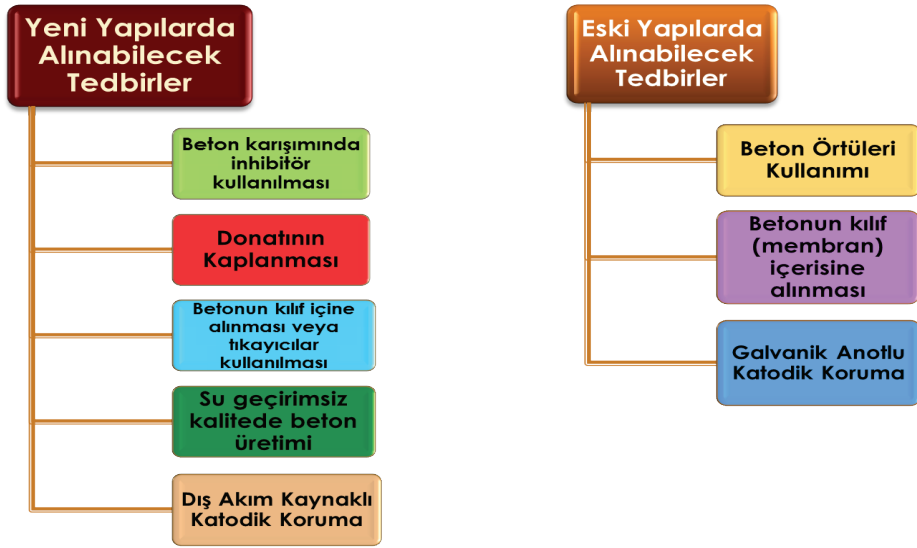 Yeni Yapılarda
Alınabilecek
Tedbirler
Beton karışımında
inhibitör
kullanılması
Donatının
Kaplanması
Betonun kılıf içine
alınması veya
tıkayıcılar
kullanılması
Su geçirimsiz
kalitede beton
üretimi
Dış Akım Kaynaklı
Katodik Koruma
Eski Yapılarda
Alınabilecek
Tedbirler
Beton Örtüleri
Kullanımı
Betonun kılıf
(membran)
içerisine
alınması
Galvanik Anotlu
Katodik Koruma